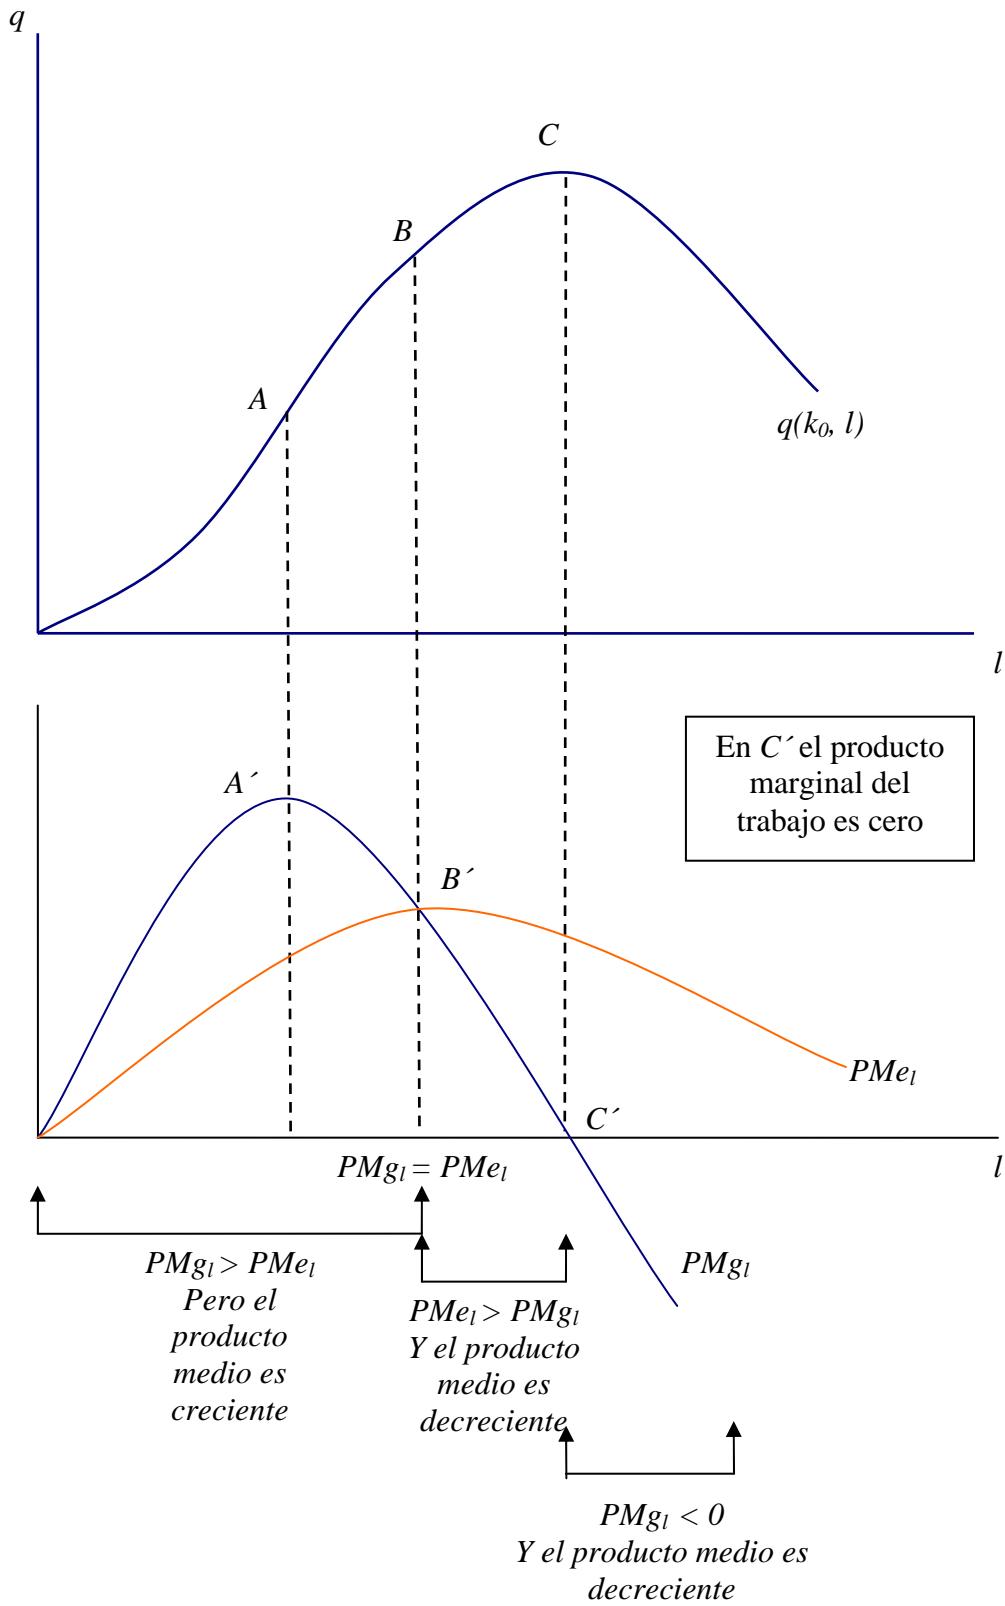 q
C
B
A
q(k₀, l)
l
En C´ el producto
marginal del
trabajo es cero
A´
B´
PMeₗ
C´
PMgₗ = PMeₗ
l
PMgₗ > PMeₗ
Pero el
producto
medio es
creciente
PMgₗ
PMeₗ > PMgₗ
Y el producto
medio es
decreciente
PMgₗ < 0
Y el producto medio es
decreciente